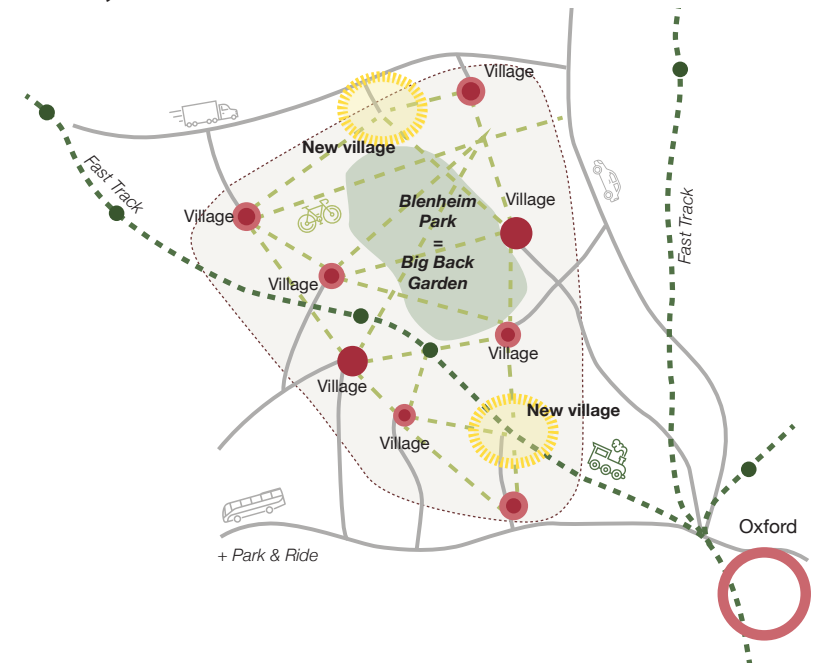 Village
New village
Fast Track
Village
Blenheim
Park
=
Big Back
Garden
Village
Fast Track
Village
Village
Village
New village
Village
+ Park & Ride
Oxford